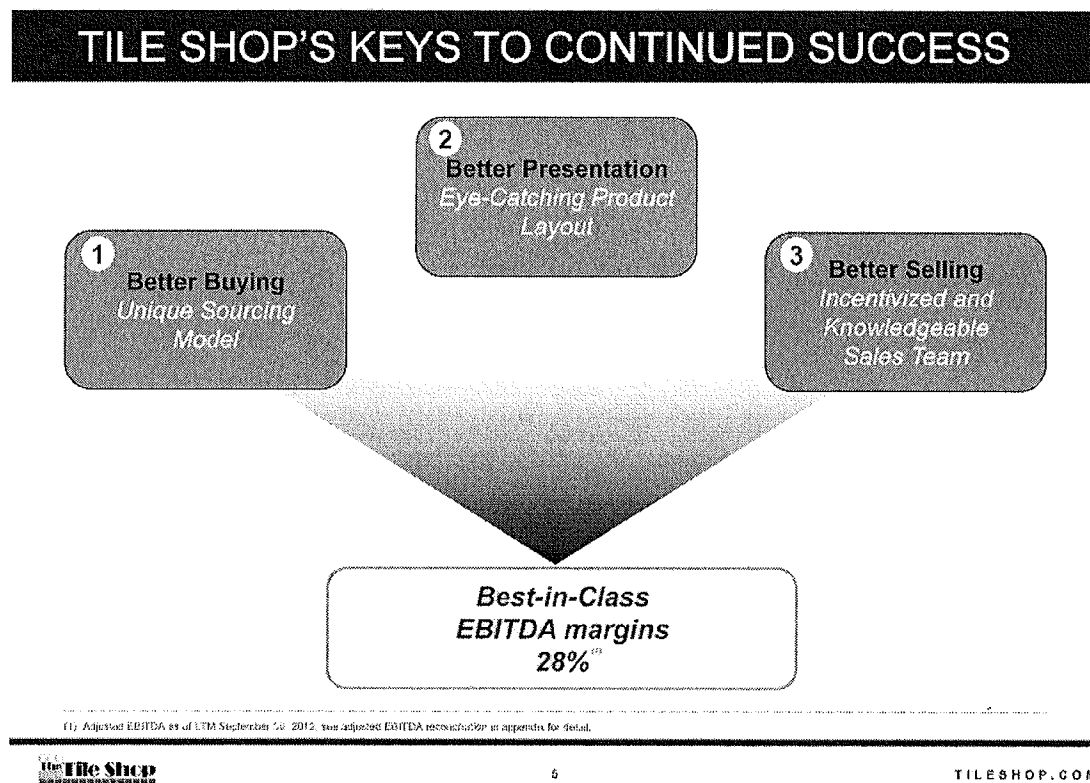 TILE SHOP'S KEYS TO CONTINUED SUCCESS
1
Better Buying
Unique Sourcing
Model
2
Better Presentation
Eye-Catching Product
Layout
3
Better Selling
Incentivized and
Knowledgeable
Sales Team
Best-in-Class
EBITDA margins
28%
(1) Adjusted EBITDA as of LTM September 2012, see adjusted EBITDA reconciliation in appendix for detail.
The Tile Shop
TILESHOP.COM